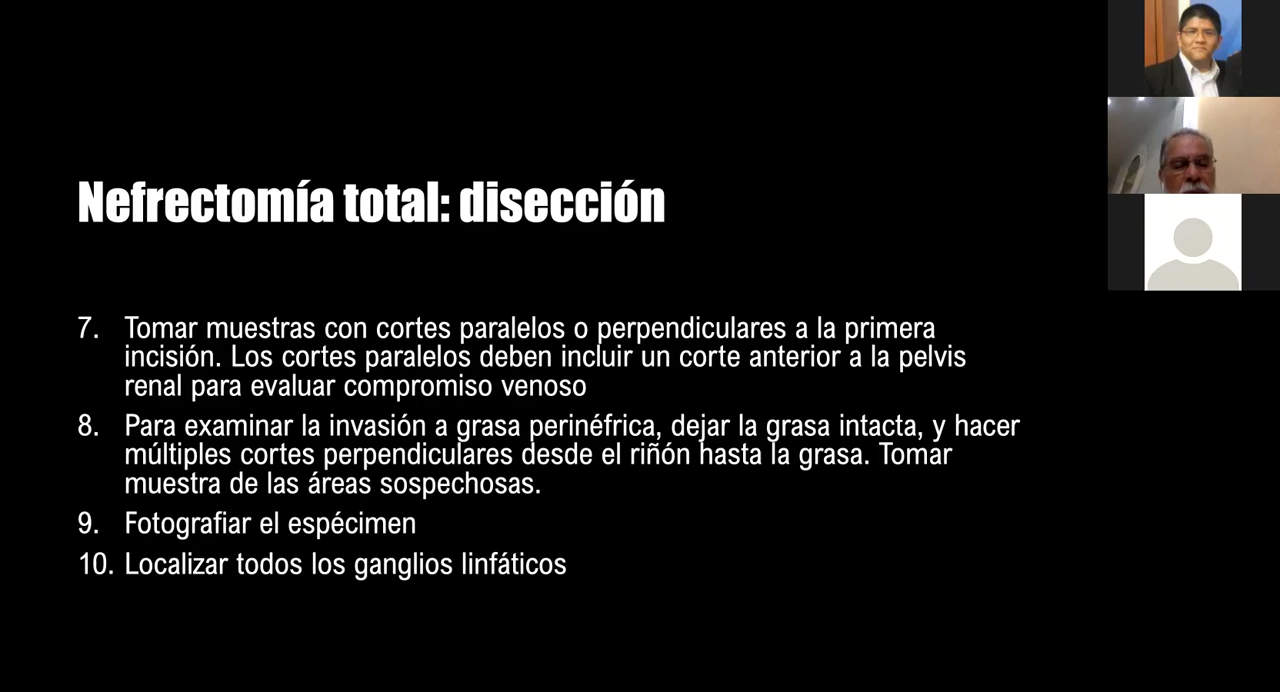 Nefrectomía total: disección
7. Tomar muestras con cortes paralelos o perpendiculares a la primera
incisión. Los cortes paralelos deben incluir un corte anterior a la pelvis
renal para evaluar compromiso venoso
8. Para examinar la invasión a grasa perinéfrica, dejar la grasa intacta, y hacer
múltiples cortes perpendiculares desde el riñón hasta la grasa. Tomar
muestra de las áreas sospechosas.
9. Fotografiar el espécimen
10. Localizar todos los ganglios linfáticos